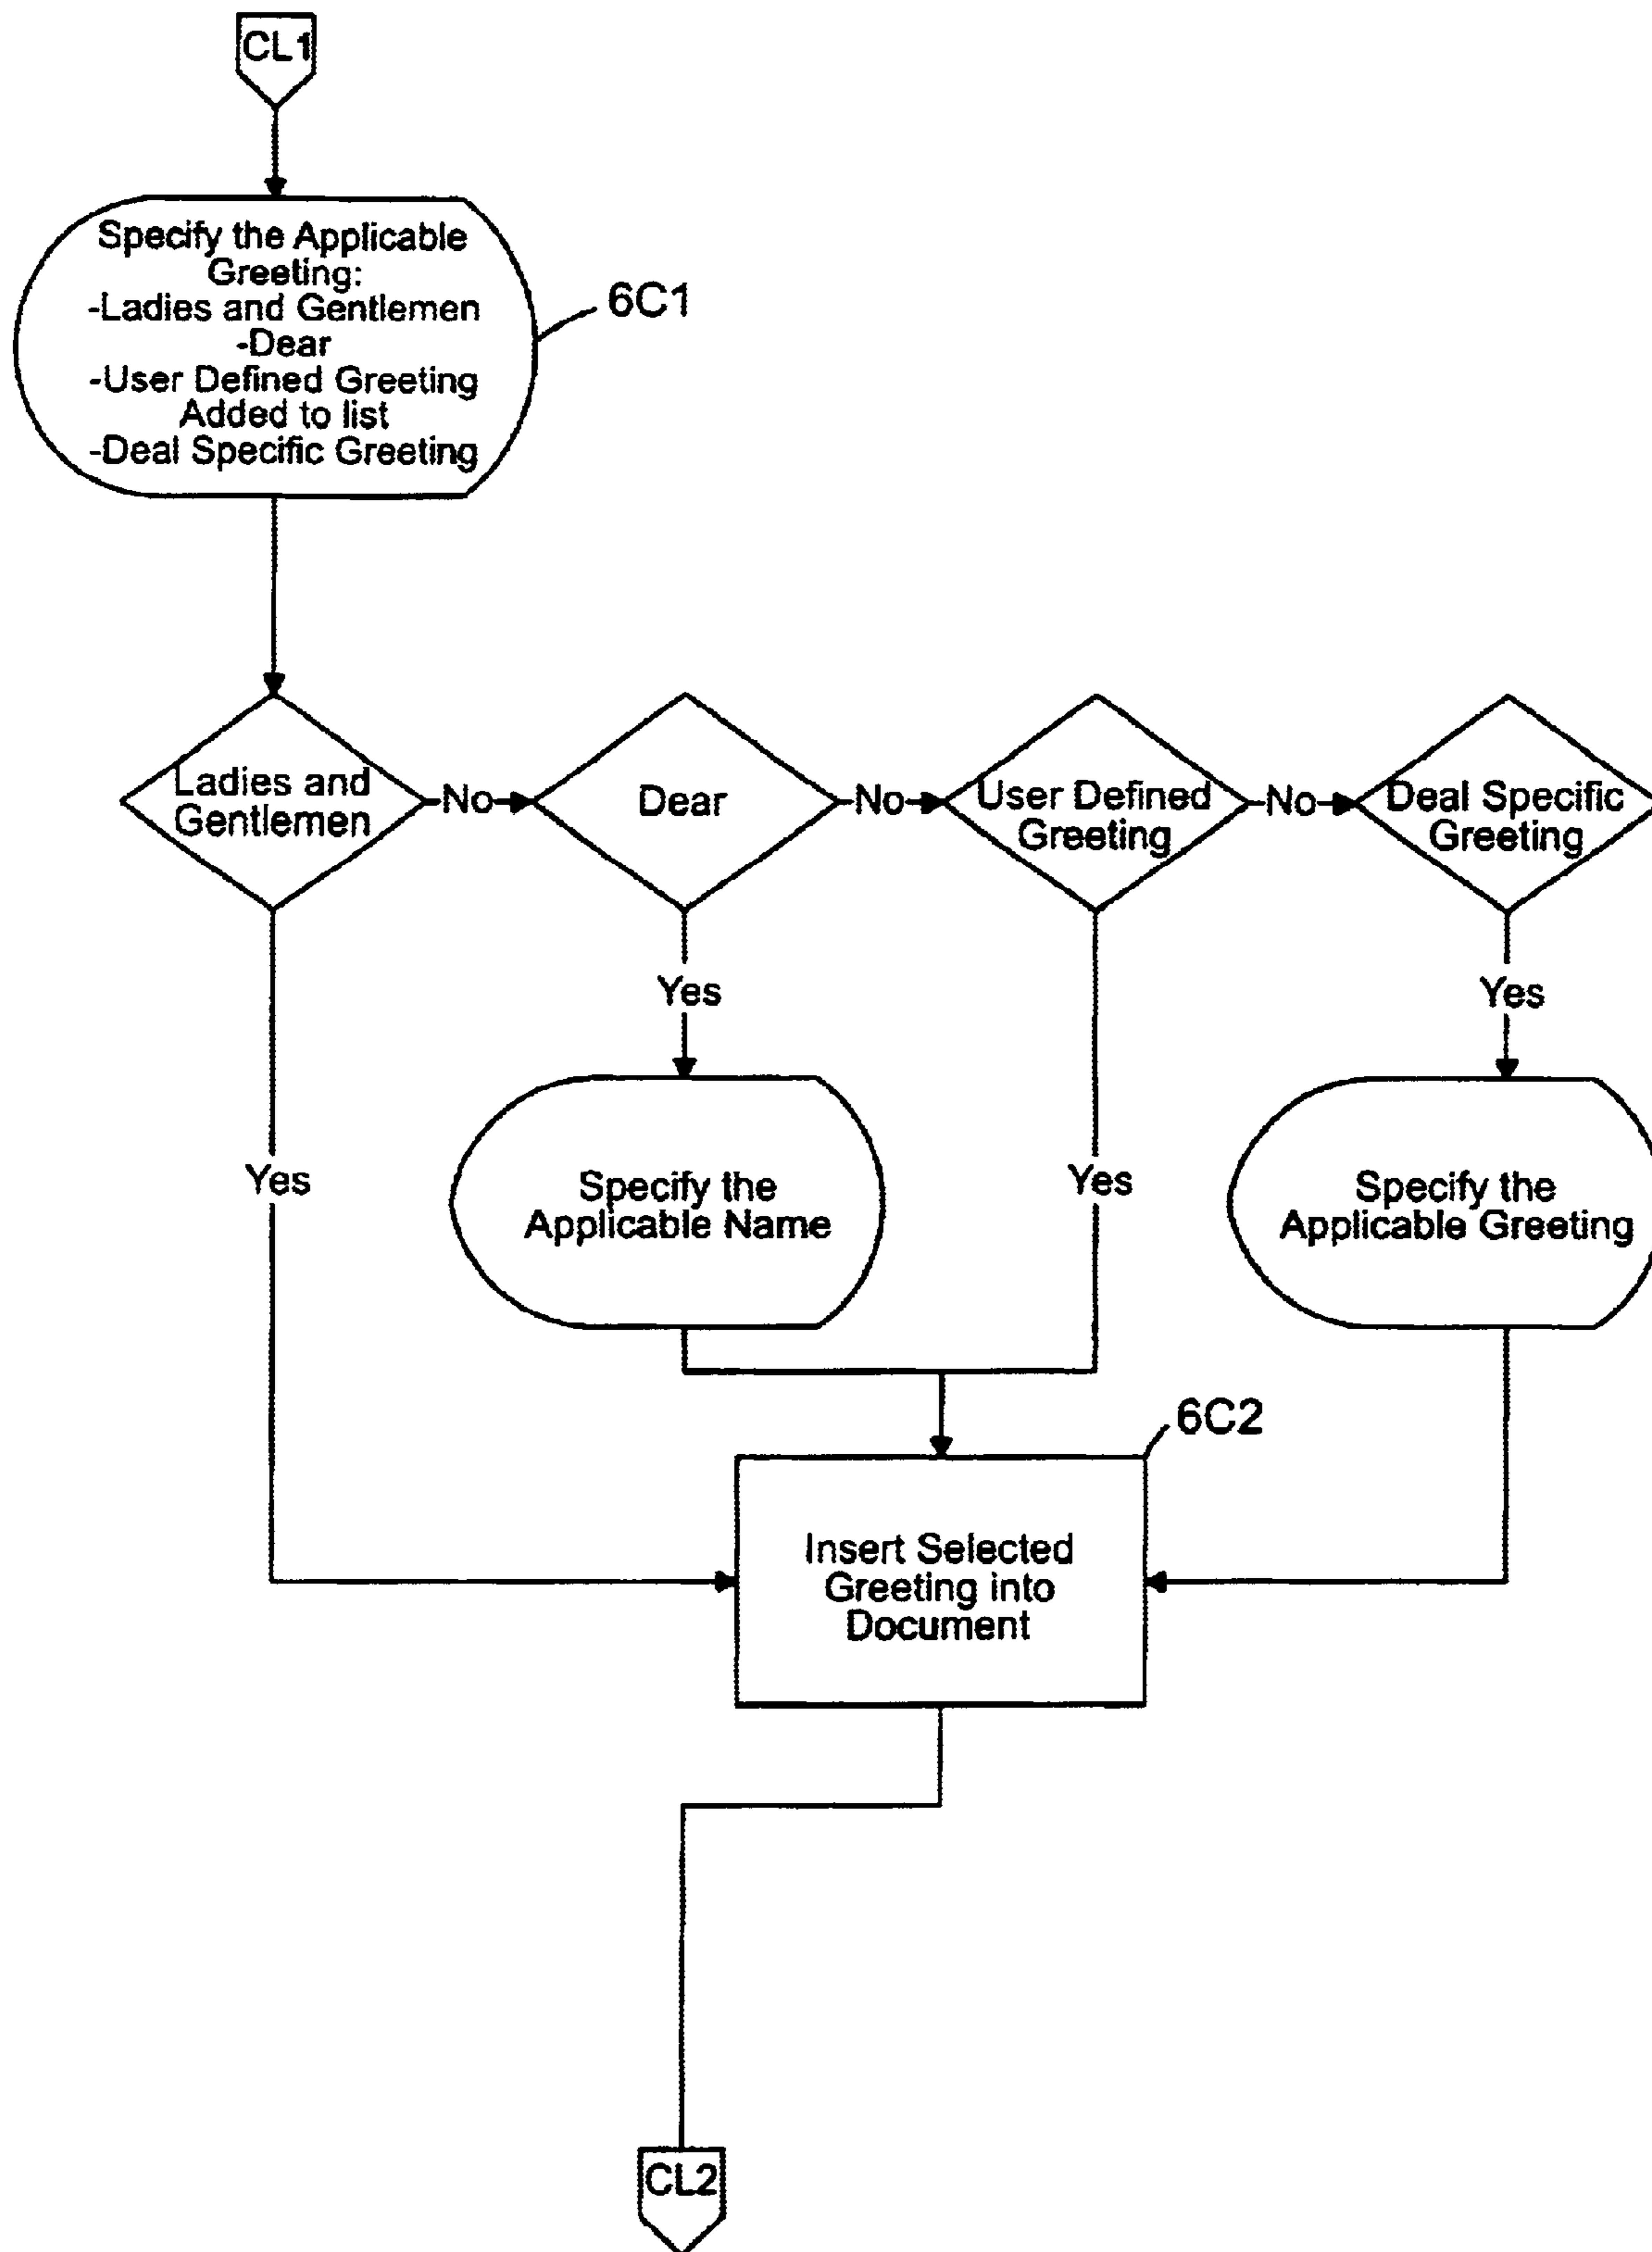 CL1
Specify the Applicable
Greeting:
-Ladies and Gentlemen
-Dear
-User Defined Greeting
Added to list
-Deal Specific Greeting
6C1
Ladies and
Gentlemen
No
Dear
No
User Defined
Greeting
No
Deal Specific
Greeting
Yes
Yes
Yes
Specify the
Applicable Name
Yes
Specify the
Applicable Greeting
6C2
Insert Selected
Greeting into
Document
CL2